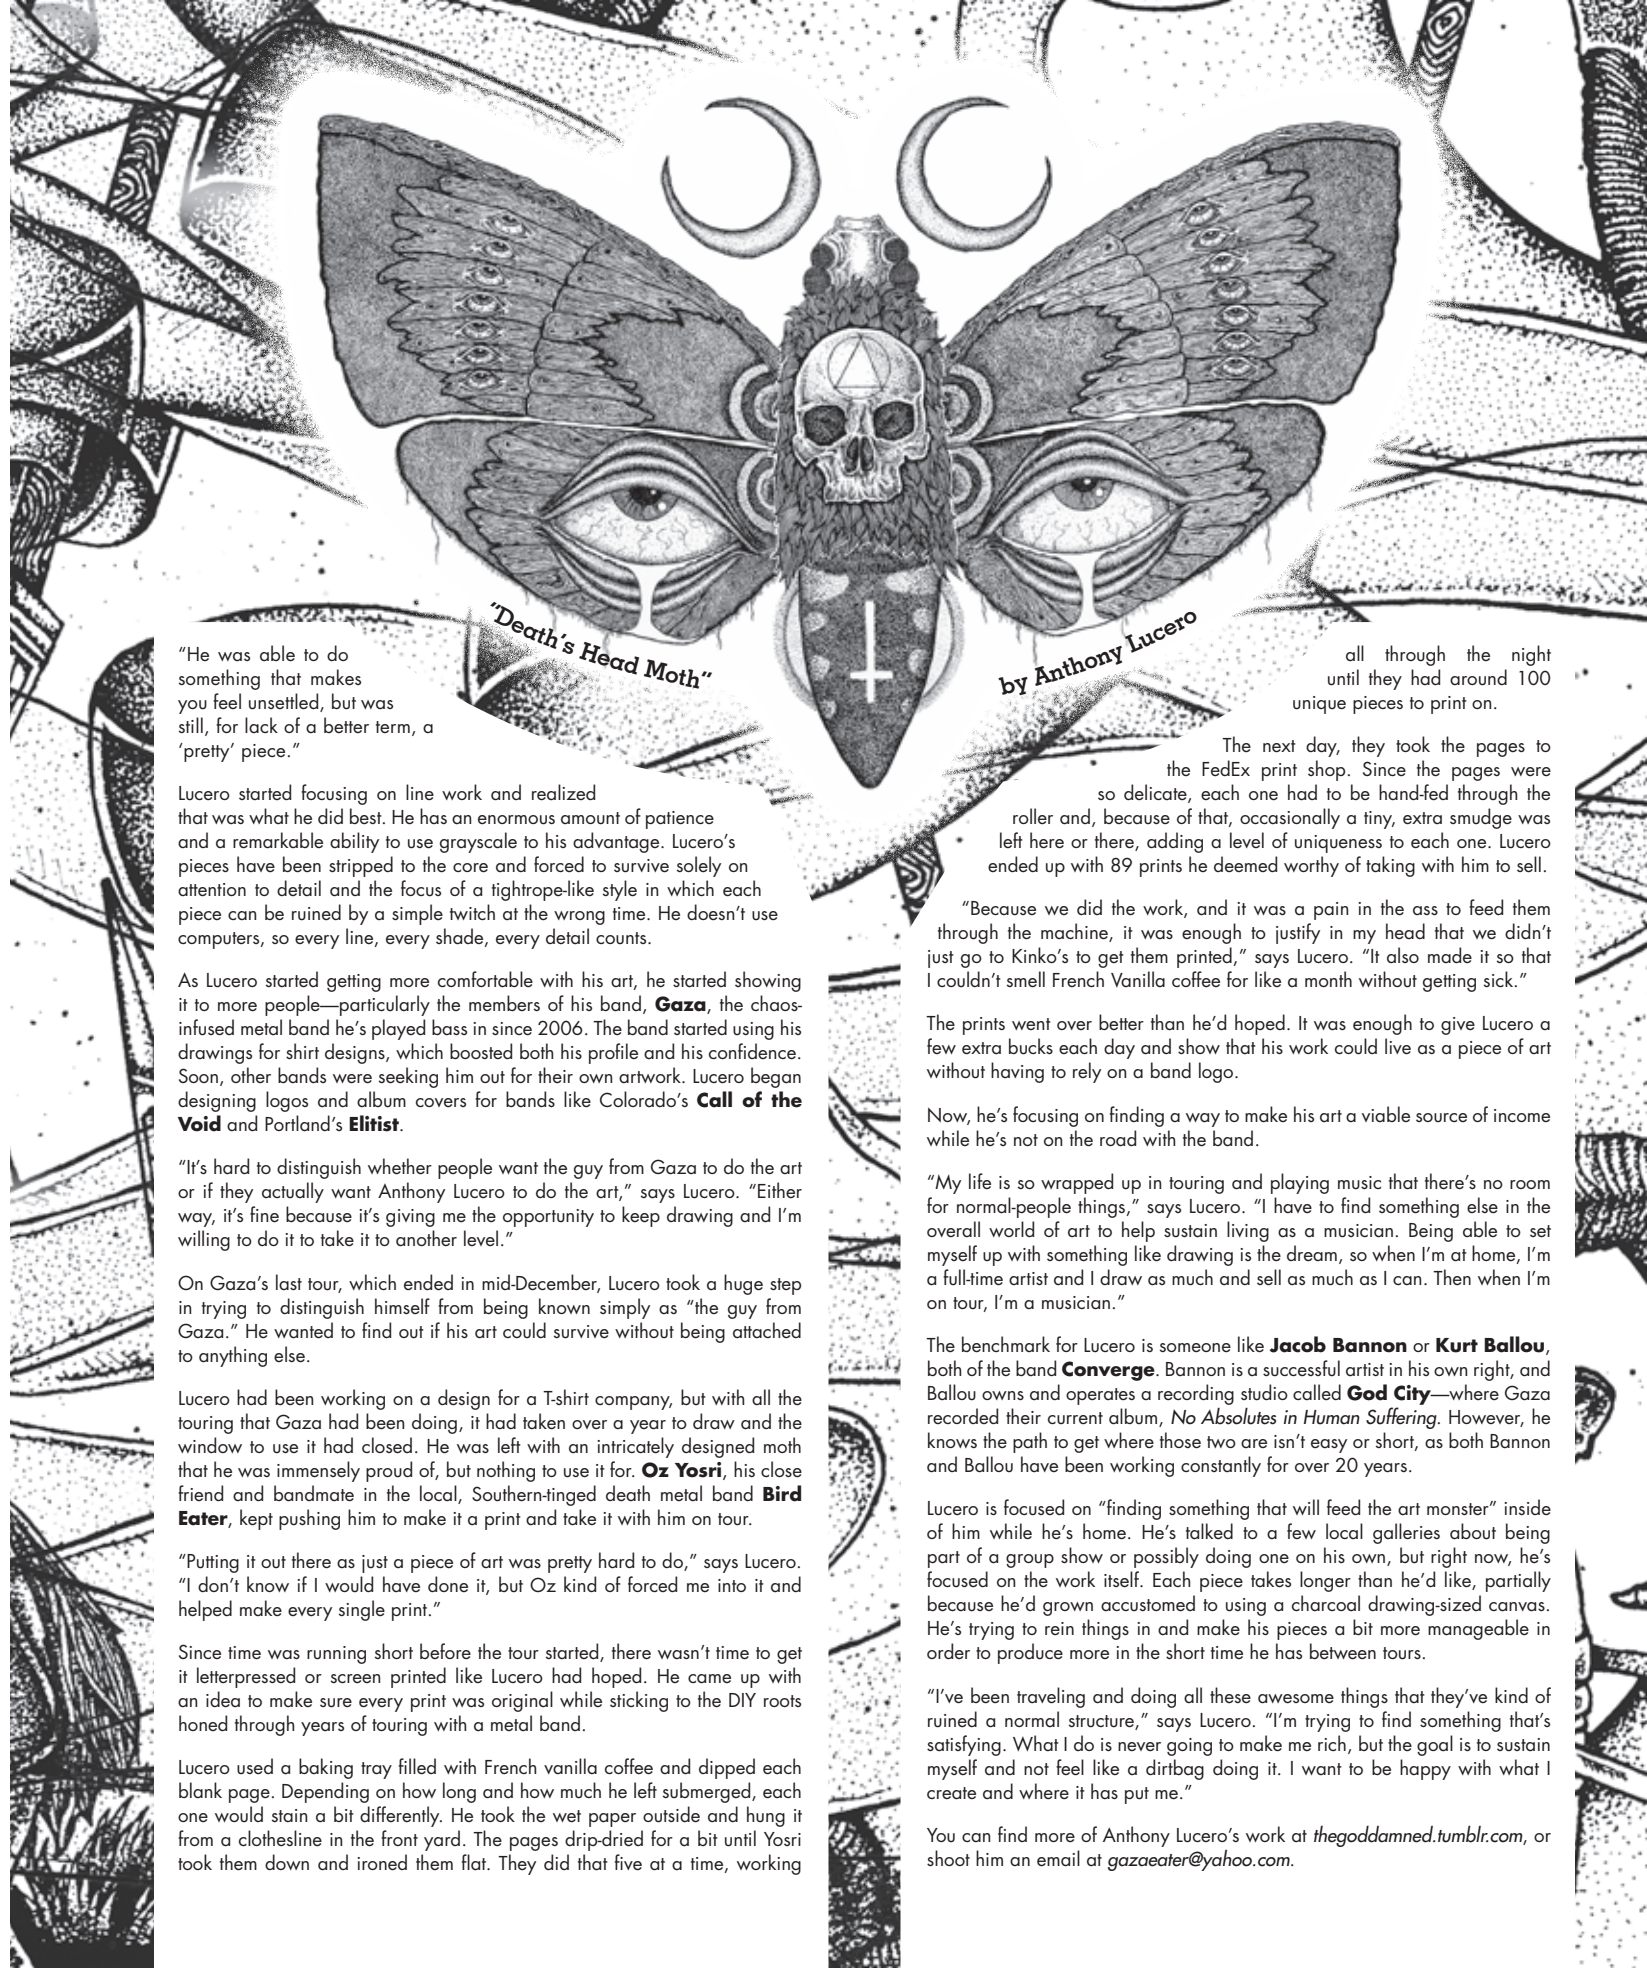 "Death's Head Moth"
by Anthony Lucero
"He was able to do
something that makes
you feel unsettled, but was
still, for lack of a better term, a
'pretty' piece."
Lucero started focusing on line work and realized
that was what he did best. He has an enormous amount of patience
and a remarkable ability to use grayscale to his advantage. Lucero's
pieces have been stripped to the core and forced to survive solely on
attention to detail and the focus of a tightrope-like style in which each
piece can be ruined by a simple twitch at the wrong time. He doesn't use
computers, so every line, every shade, every detail counts.
As Lucero started getting more comfortable with his art, he started showing
it to more people—particularly the members of his band, Gaza, the chaos-
infused metal band he's played bass in since 2006. The band started using his
drawings for shirt designs, which boosted both his profile and his confidence.
Soon, other bands were seeking him out for their own artwork. Lucero began
designing logos and album covers for bands like Colorado's Call of the
Void and Portland's Elitist.
"It's hard to distinguish whether people want the guy from Gaza to do the art
or if they actually want Anthony Lucero to do the art," says Lucero. "Either
way, it's fine because it's giving me the opportunity to keep drawing and I'm
willing to do it to take it to another level."
On Gaza's last tour, which ended in mid-December, Lucero took a huge step
in trying to distinguish himself from being known simply as "the guy from
Gaza." He wanted to find out if his art could survive without being attached
to anything else.
Lucero had been working on a design for a T-shirt company, but with all the
touring that Gaza had been doing, it had taken over a year to draw and the
window to use it had closed. He was left with an intricately designed moth
that he was immensely proud of, but nothing to use it for. Oz Yosri, his close
friend and bandmate in the local, Southern-tinged death metal band Bird
Eater, kept pushing him to make it a print and take it with him on tour.
"Putting it out there as just a piece of art was pretty hard to do," says Lucero.
"I don't know if I would have done it, but Oz kind of forced me into it and
helped make every single print."
Since time was running short before the tour started, there wasn't time to get
it letterpressed or screen printed like Lucero had hoped. He came up with
an idea to make sure every print was original while sticking to the DIY roots
honed through years of touring with a metal band.
Lucero used a baking tray filled with French vanilla coffee and dipped each
blank page. Depending on how long and how much he left submerged, each
one would stain a bit differently. He took the wet paper outside and hung it
from a clothesline in the front yard. The pages drip-dried for a bit until Yosri
took them down and ironed them flat. They did that five at a time, working
all through the night
until they had around 100
unique pieces to print on.
The next day, they took the pages to
the FedEx print shop. Since the pages were
so delicate, each one had to be hand-fed through the
roller and, because of that, occasionally a tiny, extra smudge was
left here or there, adding a level of uniqueness to each one. Lucero
ended up with 89 prints he deemed worthy of taking with him to sell.
"Because we did the work, and it was a pain in the ass to feed them
through the machine, it was enough to justify in my head that we didn't
just go to Kinko's to get them printed," says Lucero. "It also made it so that
I couldn't smell French Vanilla coffee for like a month without getting sick."
The prints went over better than he'd hoped. It was enough to give Lucero a
few extra bucks each day and show that his work could live as a piece of art
without having to rely on a band logo.
Now, he's focusing on finding a way to make his art a viable source of income
while he's not on the road with the band.
"My life is so wrapped up in touring and playing music that there's no room
for normal-people things," says Lucero. "I have to find something else in the
overall world of art to help sustain living as a musician. Being able to set
myself up with something like drawing is the dream, so when I'm at home, I'm
a full-time artist and I draw as much and sell as much as I can. Then when I'm
on tour, I'm a musician."
The benchmark for Lucero is someone like Jacob Bannon or Kurt Ballou,
both of the band Converge. Bannon is a successful artist in his own right, and
Ballou owns and operates a recording studio called God City—where Gaza
recorded their current album, No Absolutes in Human Suffering. However, he
knows the path to get where those two are isn't easy or short, as both Bannon
and Ballou have been working constantly for over 20 years.
Lucero is focused on "finding something that will feed the art monster" inside
of him while he's home. He's talked to a few local galleries about being
part of a group show or possibly doing one on his own, but right now, he's
focused on the work itself. Each piece takes longer than he'd like, partially
because he'd grown accustomed to using a charcoal drawing-sized canvas.
He's trying to rein things in and make his pieces a bit more manageable in
order to produce more in the short time he has between tours.
"I've been traveling and doing all these awesome things that they've kind of
ruined a normal structure," says Lucero. "I'm trying to find something that's
satisfying. What I do is never going to make me rich, but the goal is to sustain
myself and not feel like a dirtbag doing it. I want to be happy with what I
create and where it has put me."
You can find more of Anthony Lucero's work at thegoddamned.tumblr.com, or
shoot him an email at gazaeater@yahoo.com.